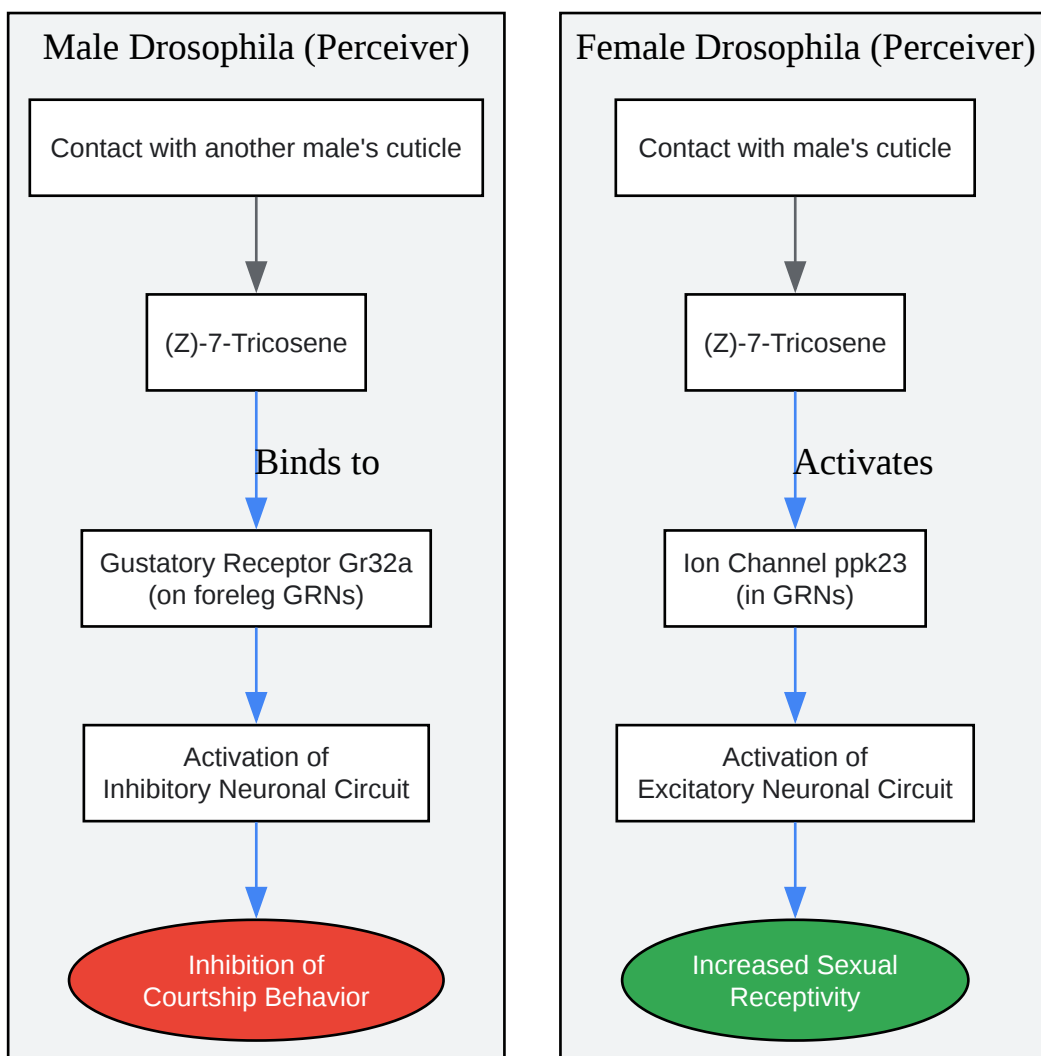 Male Drosophila (Perceiver)
Contact with another male's cuticle
(Z)-7-Tricosene
Binds to
Gustatory Receptor Gr32a
(on foreleg GRNs)
Activation of
Inhibitory Neuronal Circuit
Inhibition of
Courtship Behavior
Female Drosophila (Perceiver)
Contact with male's cuticle
(Z)-7-Tricosene
Activates
Ion Channel ppk23
(in GRNs)
Activation of
Excitatory Neuronal Circuit
Increased Sexual
Receptivity